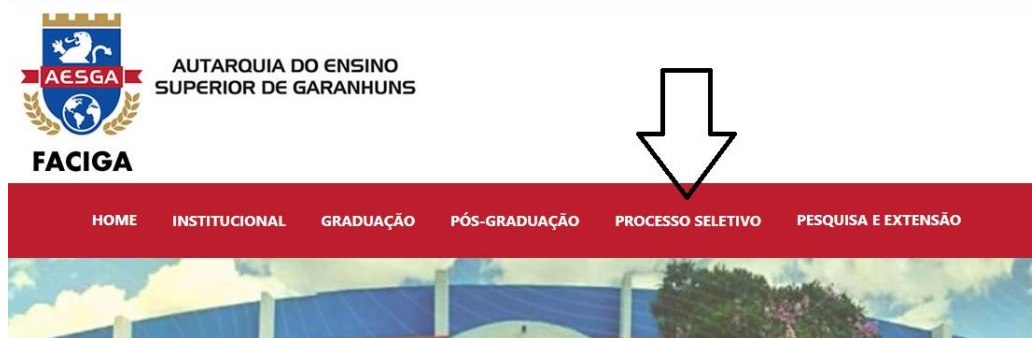 AESGA
AUTARQUIA DO ENSINO
SUPERIOR DE GARANHUNS
FACIGA
HOME INSTITUCIONAL GRADUAÇÃO PÓS-GRADUAÇÃO PROCESSO SELETIVO PESQUISA E EXTENSÃO